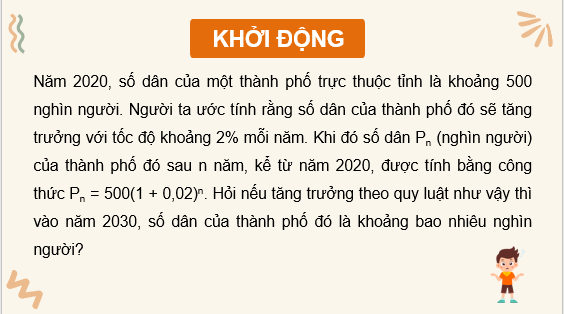 KHỞI ĐỘNG
Năm 2020, số dân của một thành phố trực thuộc tỉnh là khoảng 500
nghìn người. Người ta ước tính rằng số dân của thành phố đó sẽ tăng
trưởng với tốc độ khoảng 2% mỗi năm. Khi đó số dân Pₙ (nghìn người)
của thành phố đó sau n năm, kể từ năm 2020, được tính bằng công
thức Pₙ = 500(1 + 0,02)ⁿ. Hỏi nếu tăng trưởng theo quy luật như vậy thì
vào năm 2030, số dân của thành phố đó là khoảng bao nhiêu nghìn
người?